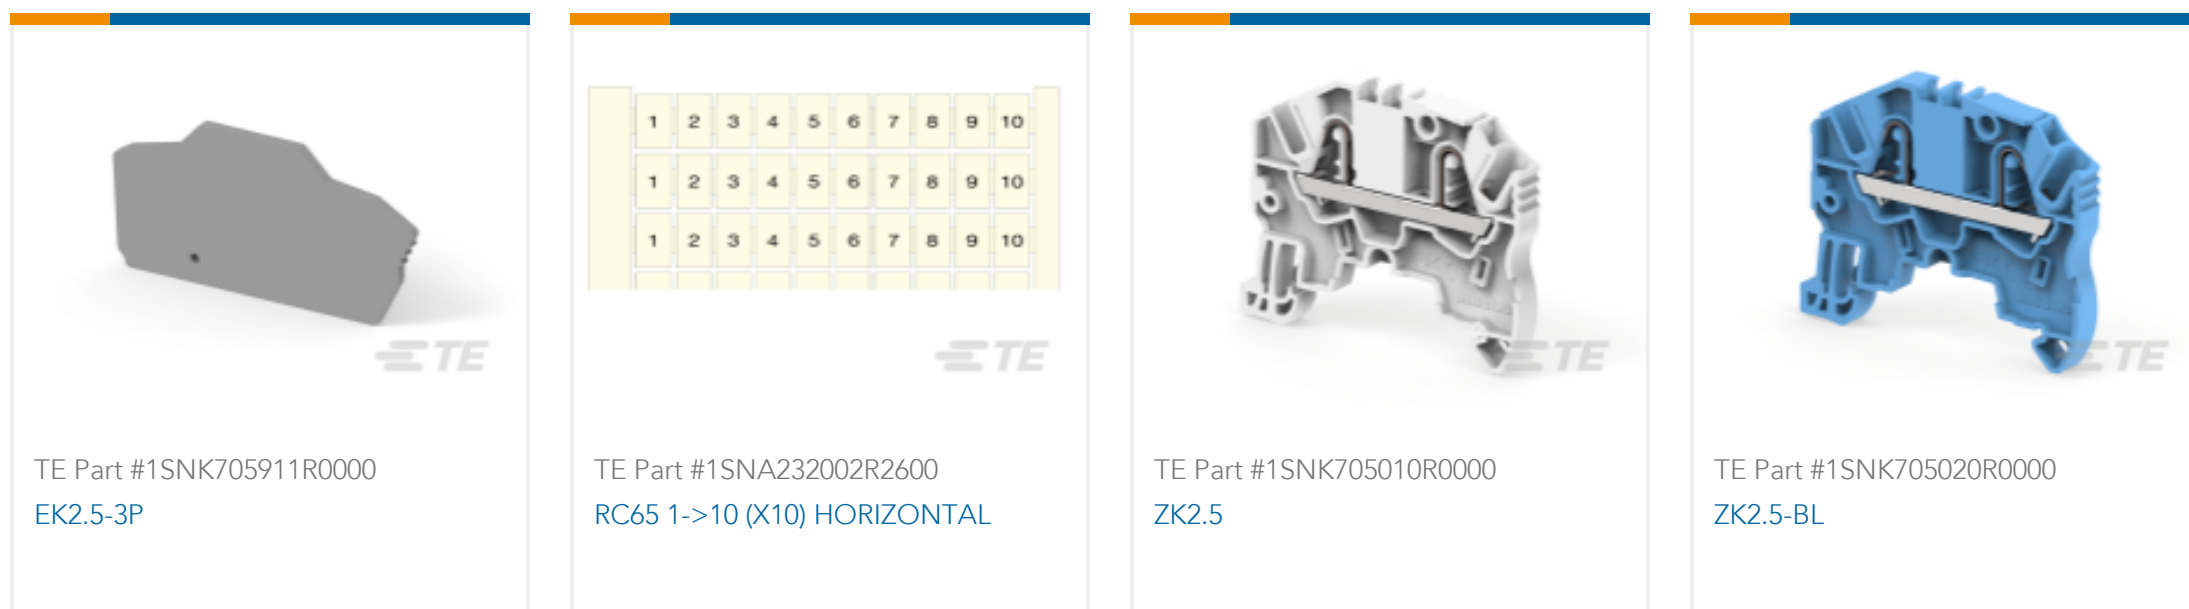 1 2 3 4 5 6 7 8 9 10
1 2 3 4 5 6 7 8 9 10
1 2 3 4 5 6 7 8 9 10
TE
TE
TE
TE
TE Part #1SNK705911R0000
EK2.5-3P
TE Part #1SNA232002R2600
RC65 1->10 (X10) HORIZONTAL
TE Part #1SNK705010R0000
ZK2.5
TE Part #1SNK705020R0000
ZK2.5-BL